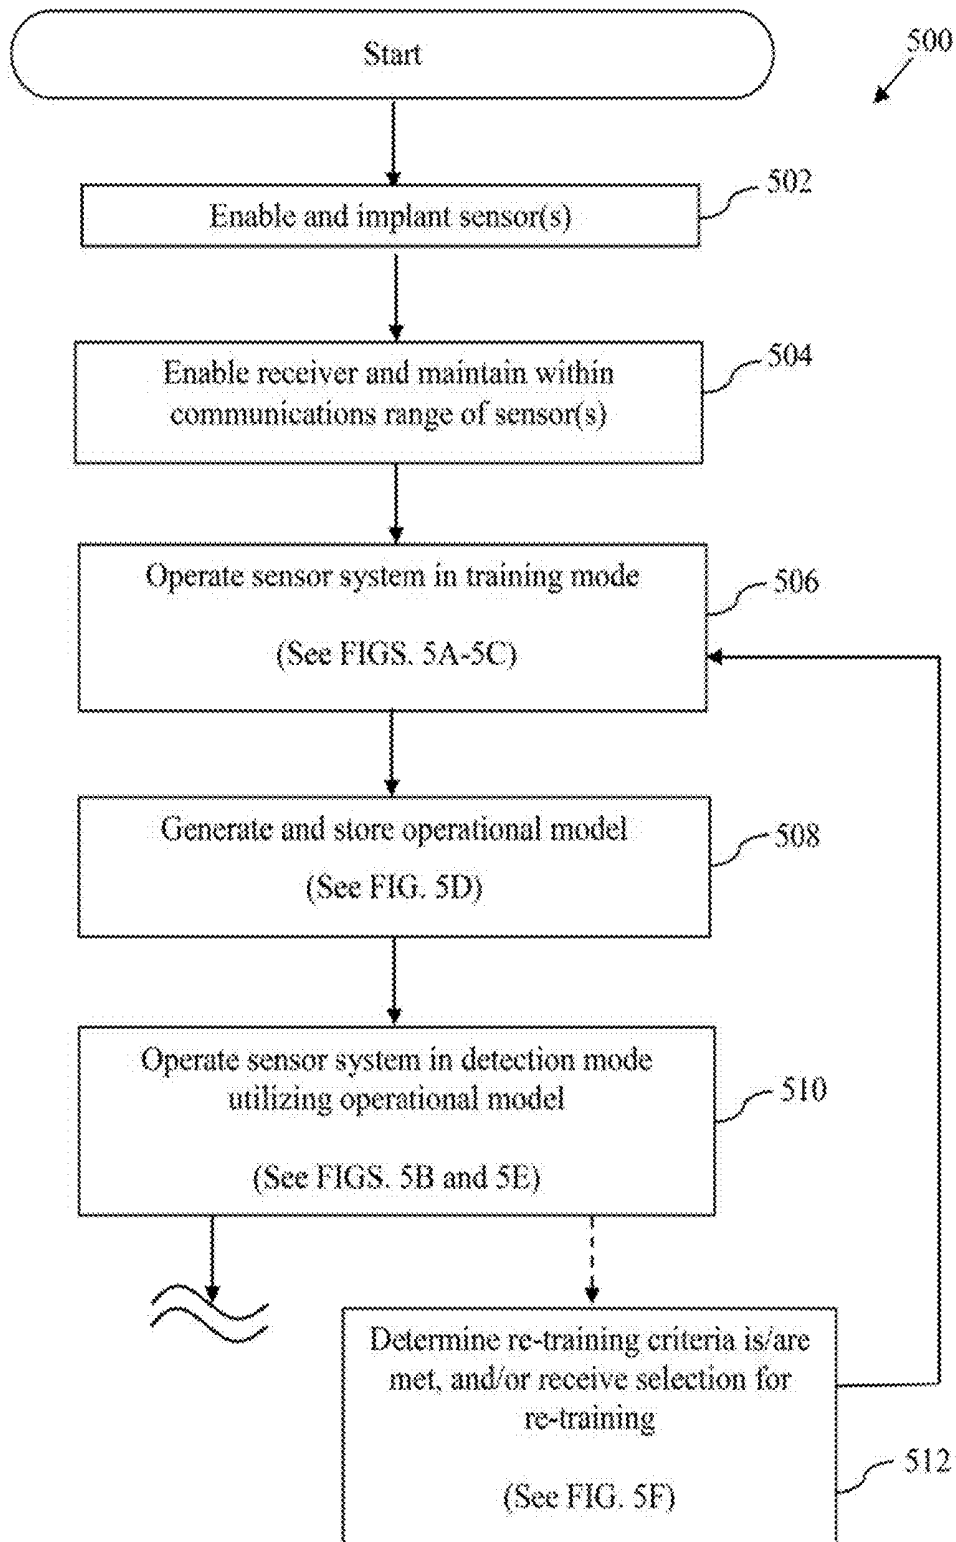 Start
500
Enable and implant sensor(s)
502
Enable receiver and maintain within
communications range of sensor(s)
504
Operate sensor system in training mode
(See FIGS. 5A-5C)
506
Generate and store operational model
(See FIG. 5D)
508
Operate sensor system in detection mode
utilizing operational model
(See FIGS. 5B and 5E)
510
Determine re-training criteria is/are
met, and/or receive selection for
re-training
(See FIG. 5F)
512